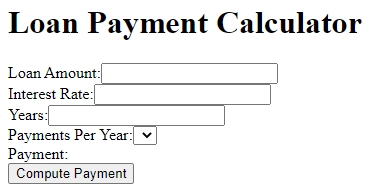 Loan Payment Calculator
Loan Amount:
Interest Rate:
Years:
Payments Per Year:
Payment:
Compute Payment